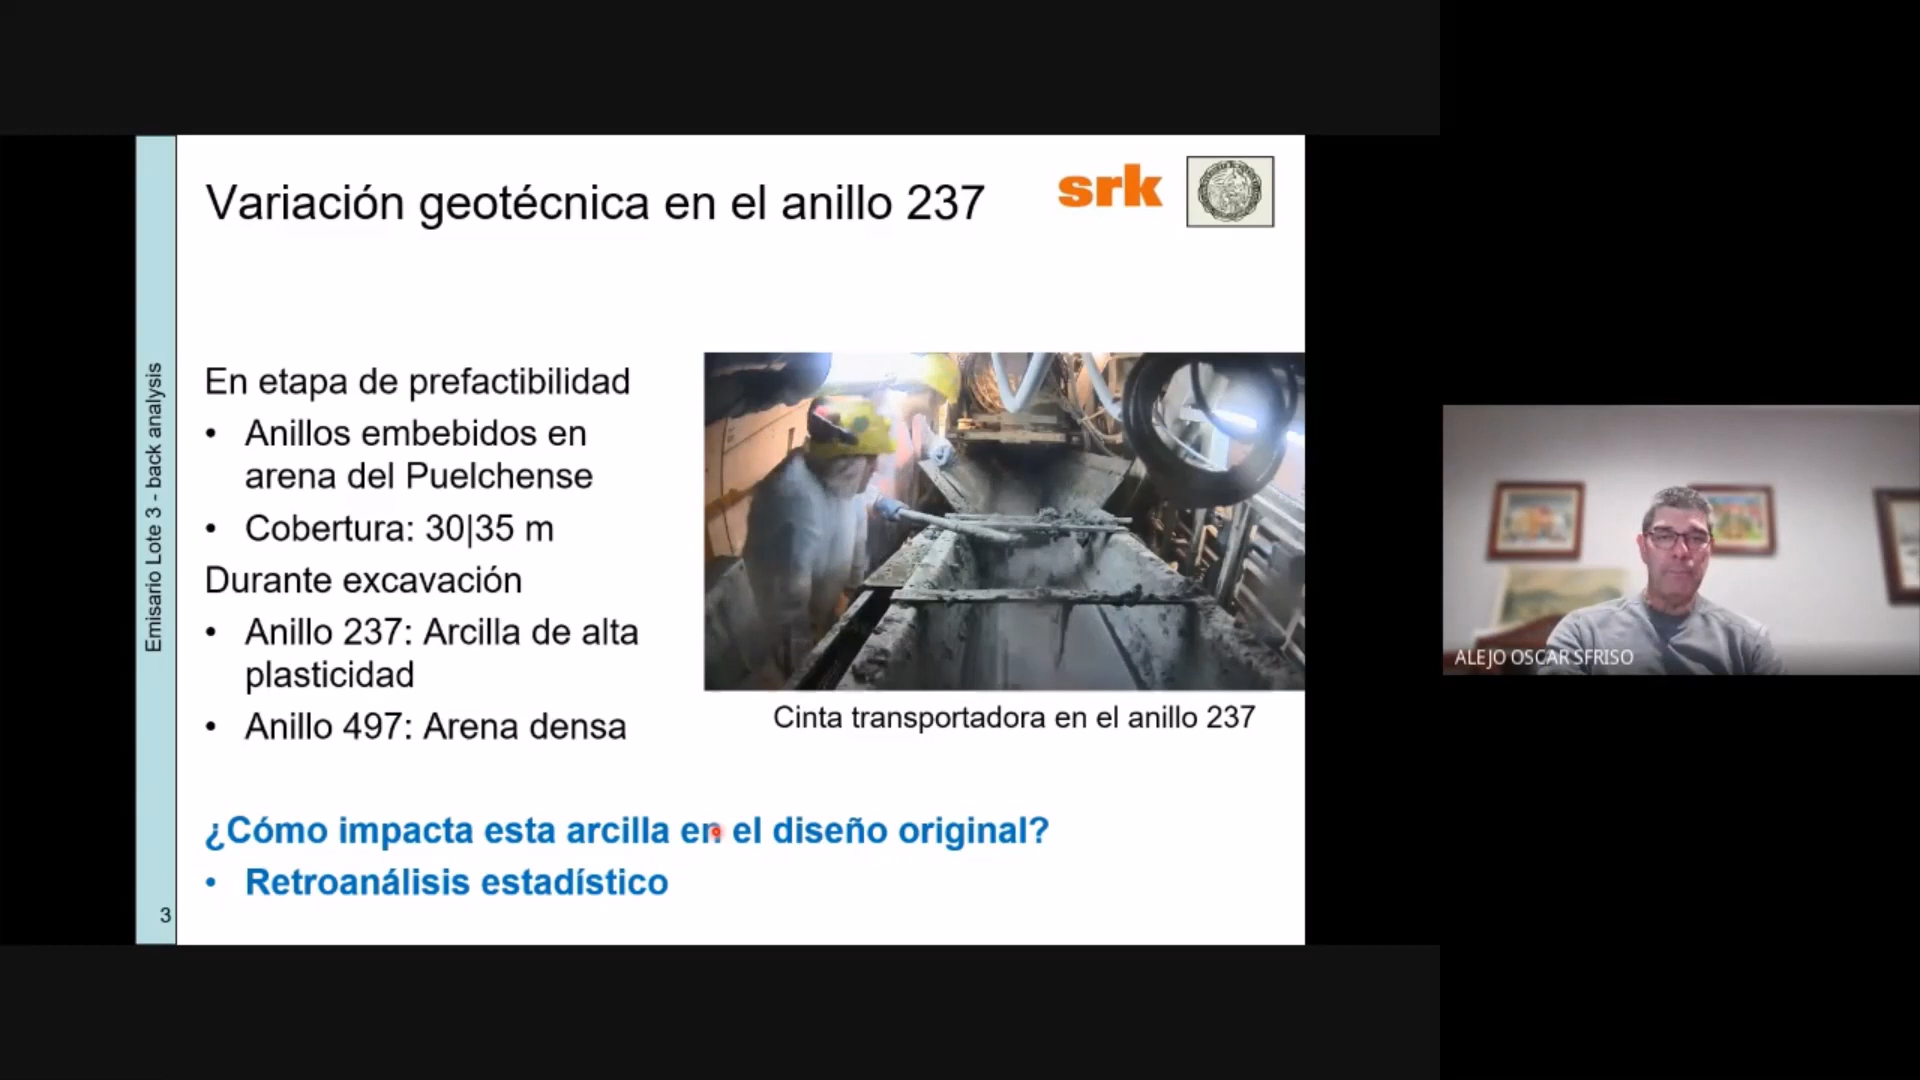 Variación geotécnica en el anillo 237
srk
Emisario Lote 3 - back analysis
En etapa de prefactibilidad
• Anillos embebidos en
arena del Puelchense
• Cobertura: 30|35 m
Durante excavación
• Anillo 237: Arcilla de alta
plasticidad
• Anillo 497: Arena densa
Cinta transportadora en el anillo 237
¿Cómo impacta esta arcilla en el diseño original?
• Retroanálisis estadístico
3
ALEJO OSCAR SFRISO